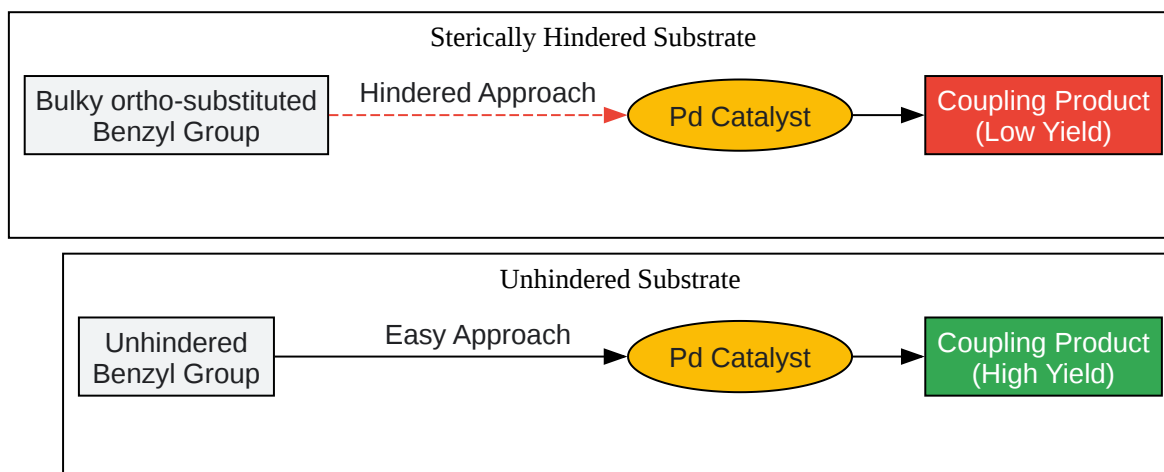 Sterically Hindered Substrate
Bulky ortho-substituted
Benzyl Group
Hindered Approach
Pd Catalyst
Coupling Product
(Low Yield)
Unhindered Substrate
Unhindered
Benzyl Group
Easy Approach
Pd Catalyst
Coupling Product
(High Yield)